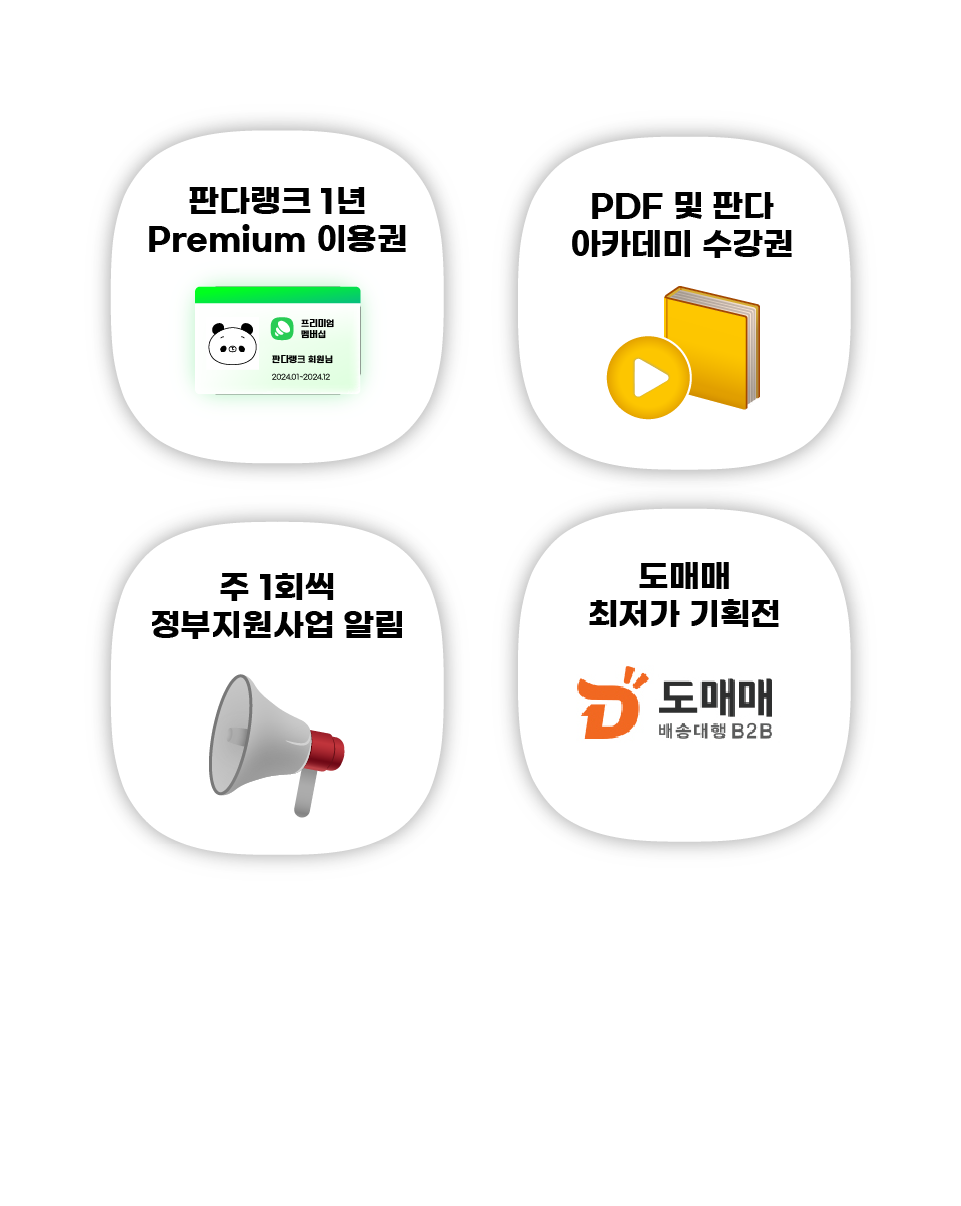 판다랭크 1년
Premium 이용권
프리미엄
멤버십
판다랭크 회원님
2024.01~2024.12
PDF 및 판다
아카데미 수강권
주 1회씩
정부지원사업 알림
도매매
최저가 기획전
도매매
배송대행 B2B